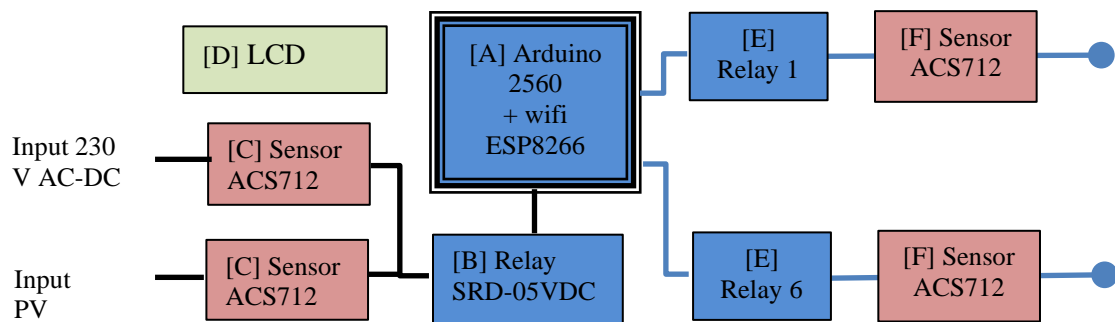 [D] LCD
[A] Arduino
2560
+ wifi
ESP8266
[E]
Relay 1
[F] Sensor
ACS712
Input 230
V AC-DC
[C] Sensor
ACS712
Input
PV
[C] Sensor
ACS712
[B] Relay
SRD-05VDC
[E]
Relay 6
[F] Sensor
ACS712